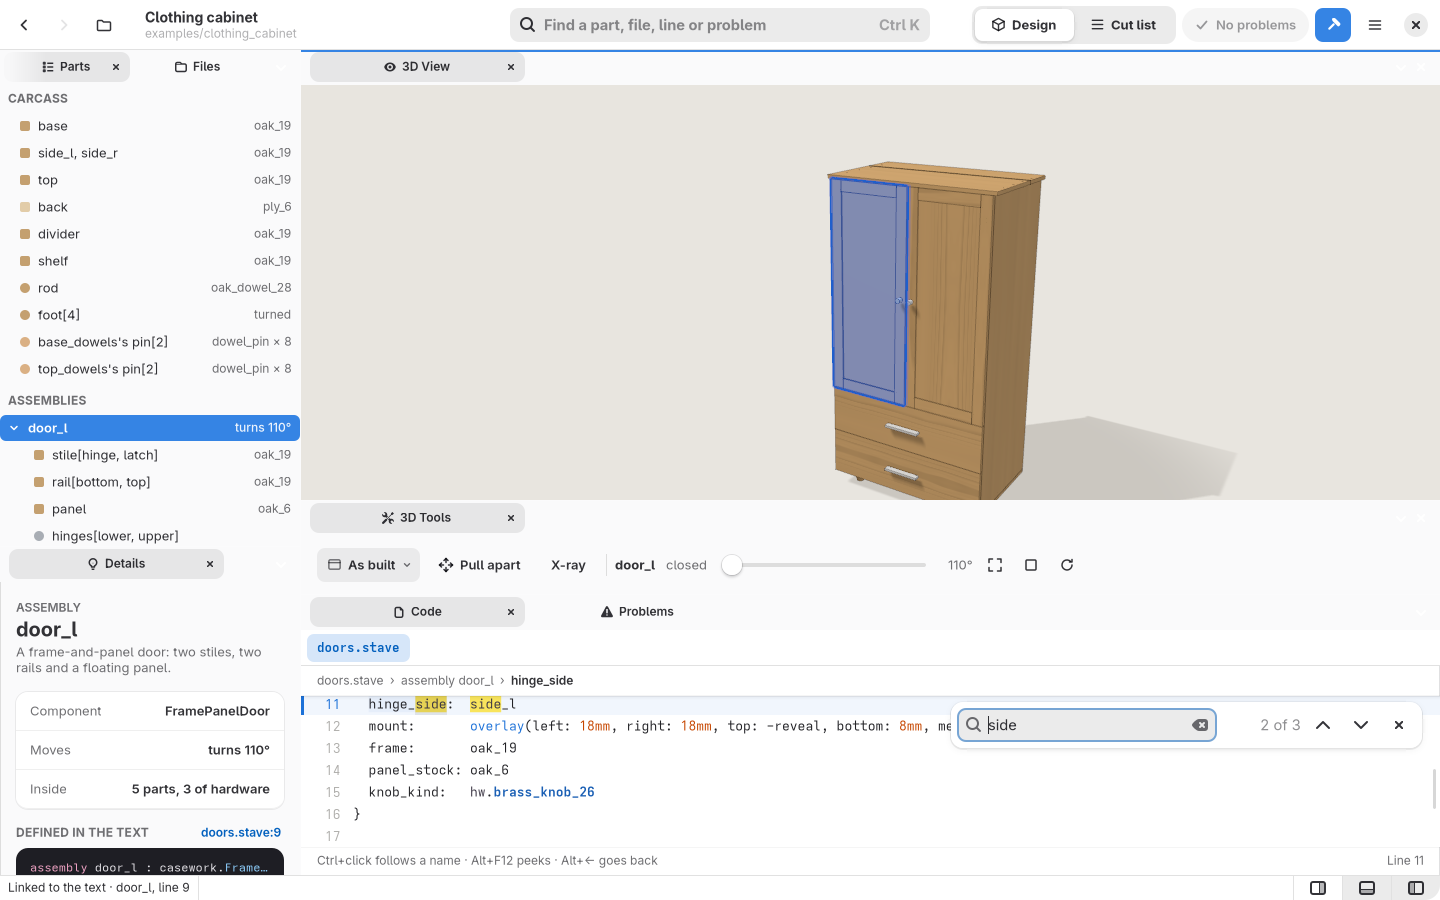 Clothing cabinet
examples/clothing_cabinet
Find a part, file, line or problem
Ctrl K
Design
Cut list
No problems
Parts
Files
3D View
CARCASS
base oak_19
side_l, side_r oak_19
top oak_19
back ply_6
divider oak_19
shelf oak_19
rod oak_dowel_28
foot[4] turned
base_dowels's pin[2] dowel_pin × 8
top_dowels's pin[2] dowel_pin × 8
ASSEMBLIES
door_l turns 110°
stile[hinge, latch] oak_19
rail[bottom, top] oak_19
panel oak_6
hinges[lower, upper]
Details
ASSEMBLY
door_l
A frame-and-panel door: two stiles, two
rails and a floating panel.
Component FramePanelDoor
Moves turns 110°
Inside 5 parts, 3 of hardware
DEFINED IN THE TEXT doors.stave:9
assembly door_l : casework.Frame…
3D Tools
As built
Pull apart
X-ray
door_l closed
110°
Code
Problems
doors.stave
doors.stave › assembly door_l › hinge_side
11 hinge_side: side_l
12 mount: overlay(left: 18mm, right: 18mm, top: -reveal, bottom: 8mm, me
13 frame: oak_19
14 panel_stock: oak_6
15 knob_kind: hw.brass_knob_26
16 }
17
side
2 of 3
Ctrl+click follows a name · Alt+F12 peeks · Alt+← goes back
Line 11
Linked to the text · door_l, line 9